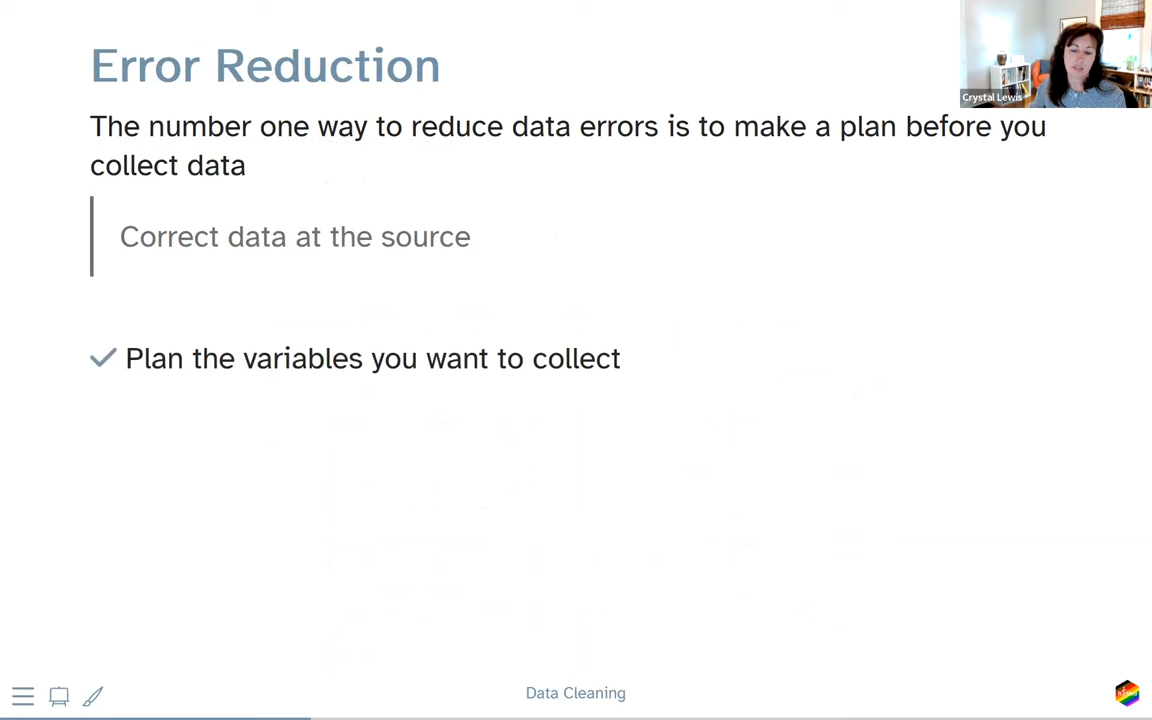 Error Reduction
Crystal Lewis
The number one way to reduce data errors is to make a plan before you
collect data
Correct data at the source
Plan the variables you want to collect
Data Cleaning